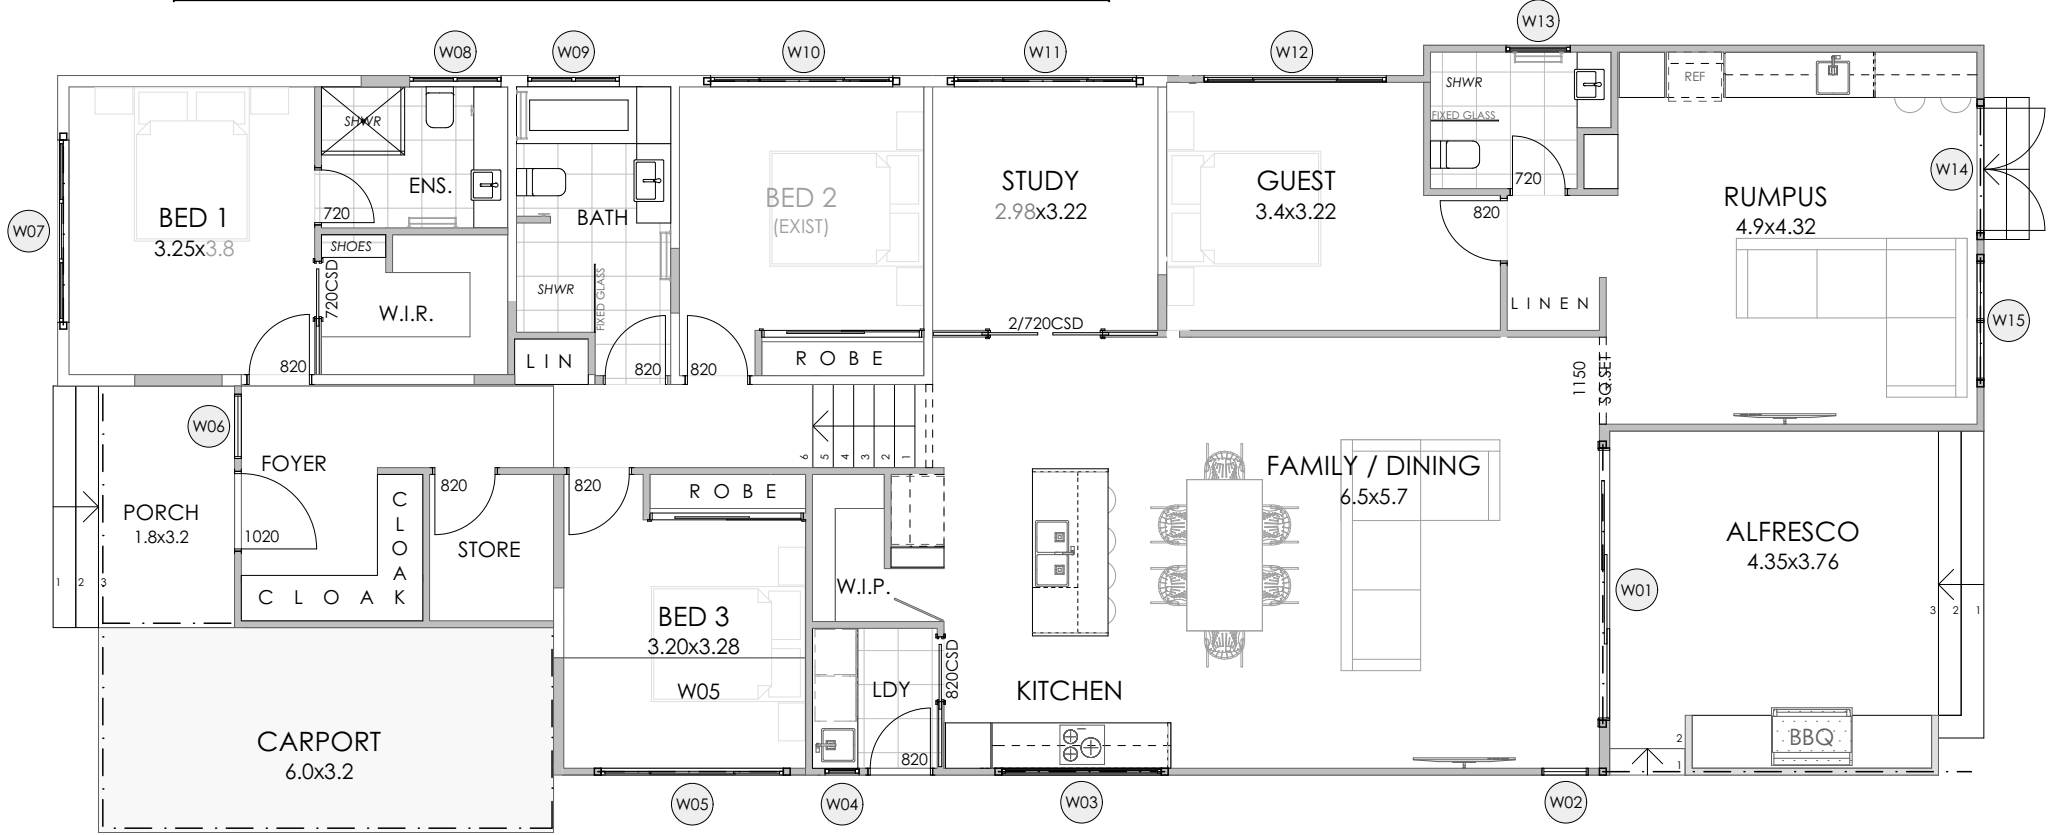 W13
W08
W09
W10
W11
W12
SHWR
REF
SHWR
FIXED GLASS
W14
ENS.
720
BED 1
3.25x3.8
W07
BATH
BED 2
(EXIST)
STUDY
2.98x3.22
GUEST
3.4x3.22
720
820
RUMPUS
4.9x4.32
SHOES
720CSD
W.I.R.
SHWR
FIXED GLASS
LINEN
W15
2/720CSD
820
LIN
820
820
ROBE
1150
SQ.SET
W06
FOYER
6
5
4
3
2
1
820
820
ROBE
FAMILY / DINING
6.5x5.7
PORCH
1.8x3.2
1020
CLOAK
STORE
ALFRESCO
4.35x3.76
1
2
3
CLOAK
W.I.P.
W01
3
2
1
BED 3
3.20x3.28
W05
LDY
820CSD
KITCHEN
CARPORT
6.0x3.2
820
2
1
BBQ
W05
W04
W03
W02